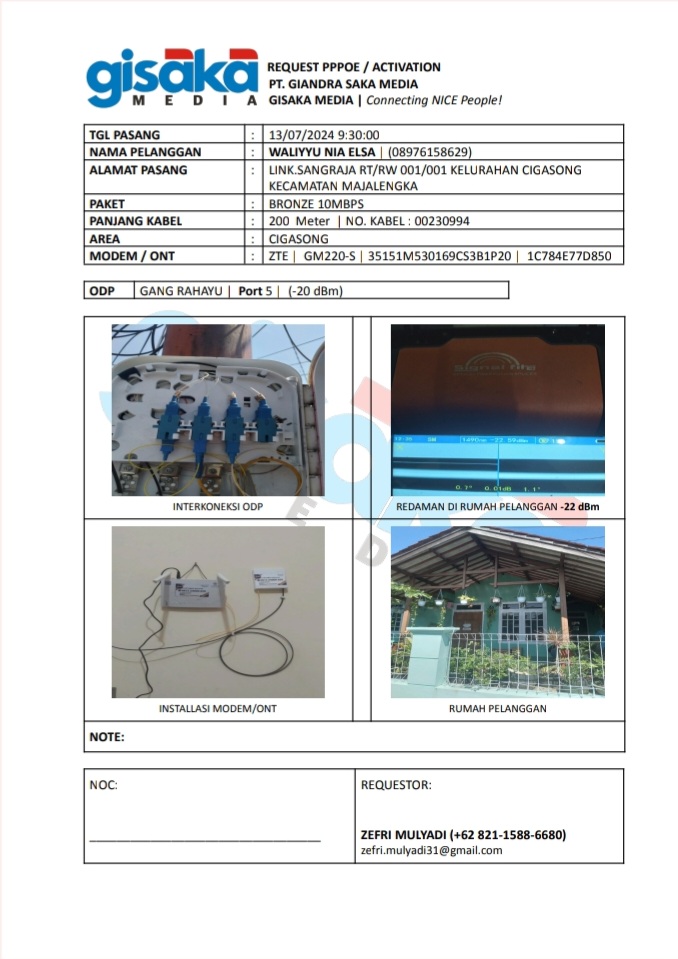 gisaka
MEDIA
REQUEST PPPOE / ACTIVATION
PT. GIANDRA SAKA MEDIA
GISAKA MEDIA | Connecting NICE People!
TGL PASANG : 13/07/2024 9:30:00
NAMA PELANGGAN : WALIYYU NIA ELSA | (08976158629)
ALAMAT PASANG : LINK.SANGRAJA RT/RW 001/001 KELURAHAN CIGASONG
KECAMATAN MAJALENGKA
PAKET : BRONZE 10MBPS
PANJANG KABEL : 200 Meter | NO. KABEL : 00230994
AREA : CIGASONG
MODEM / ONT : ZTE | GM220-S | 35151M530169CS3B1P20 | 1C784E77D850
ODP GANG RAHAYU | Port 5 | (-20 dBm)
signal fire
INTERKONEKSI ODP
REDAMAN DI RUMAH PELANGGAN -22 dBm
INSTALLASI MODEM/ONT
RUMAH PELANGGAN
NOTE:
NOC:
REQUESTOR:
ZEFRI MULYADI (+62 821-1588-6680)
zefri.mulyadi31@gmail.com